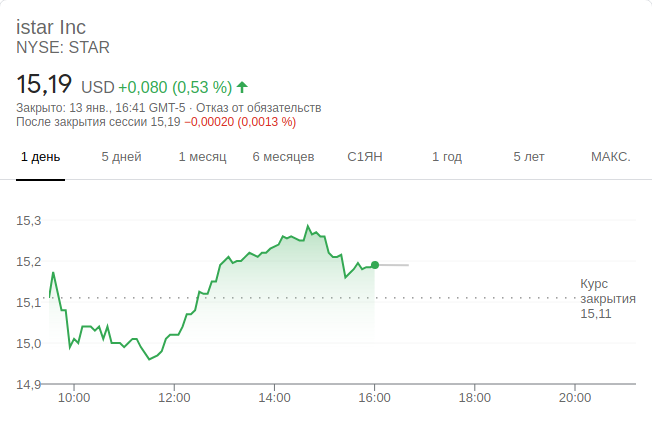 istar Inc
NYSE: STAR
15,19 USD +0,080 (0,53 %)
Закрыто: 13 янв., 16:41 GMT-5 · Отказ от обязательств
После закрытия сессии 15,19 −0,00020 (0,0013 %)
1 день 5 дней 1 месяц 6 месяцев С1ЯН 1 год 5 лет МАКС.
15,3
15,2
15,1
15,0
14,9
Курс
закрытия
15,11
10:00 12:00 14:00 16:00 18:00 20:00